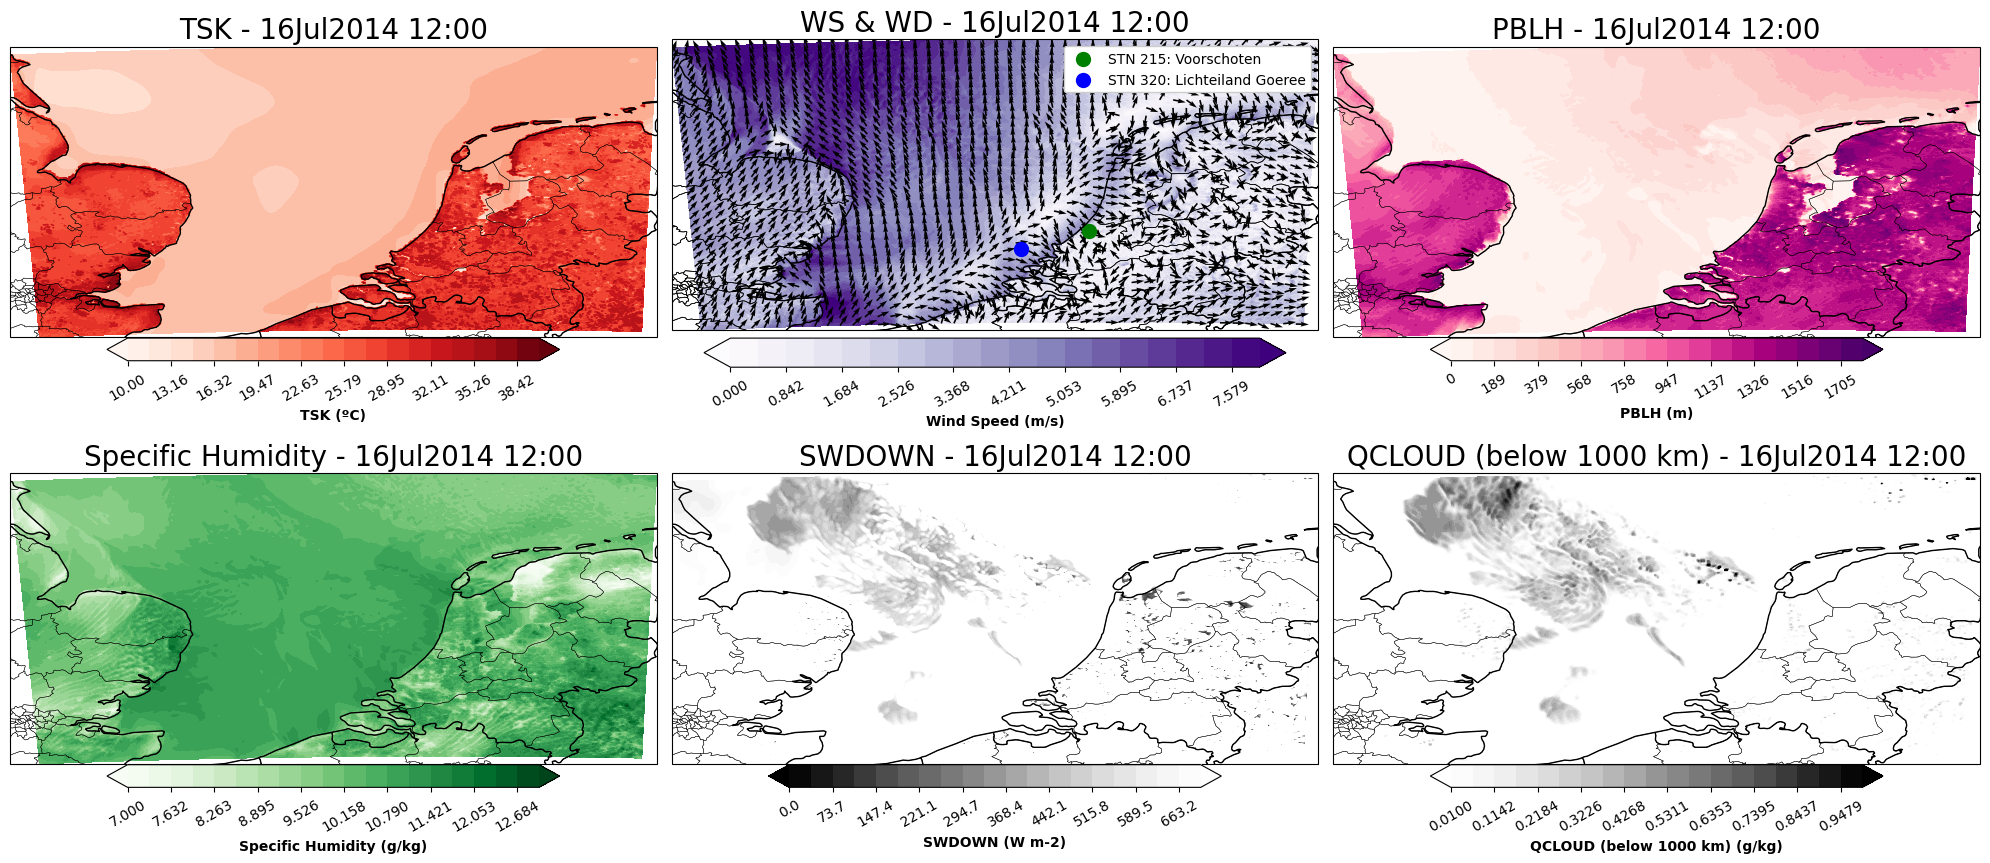 TSK - 16Jul2014 12:00
WS & WD - 16Jul2014 12:00
PBLH - 16Jul2014 12:00
STN 215: Voorschoten
STN 320: Lichteiland Goeree
10.00 13.16 16.32 19.47 22.63 25.79 28.95 32.11 35.26 38.42
TSK (ºC)
0.000 0.842 1.684 2.526 3.368 4.211 5.053 5.895 6.737 7.579
Wind Speed (m/s)
0 189 379 568 758 947 1137 1326 1516 1705
PBLH (m)
Specific Humidity - 16Jul2014 12:00
SWDOWN - 16Jul2014 12:00
QCLOUD (below 1000 km) - 16Jul2014 12:00
7.000 7.632 8.263 8.895 9.526 10.158 10.790 11.421 12.053 12.684
Specific Humidity (g/kg)
0.0 73.7 147.4 221.1 294.7 368.4 442.1 515.8 589.5 663.2
SWDOWN (W m-2)
0.0100 0.1142 0.2184 0.3226 0.4268 0.5311 0.6353 0.7395 0.8437 0.9479
QCLOUD (below 1000 km) (g/kg)